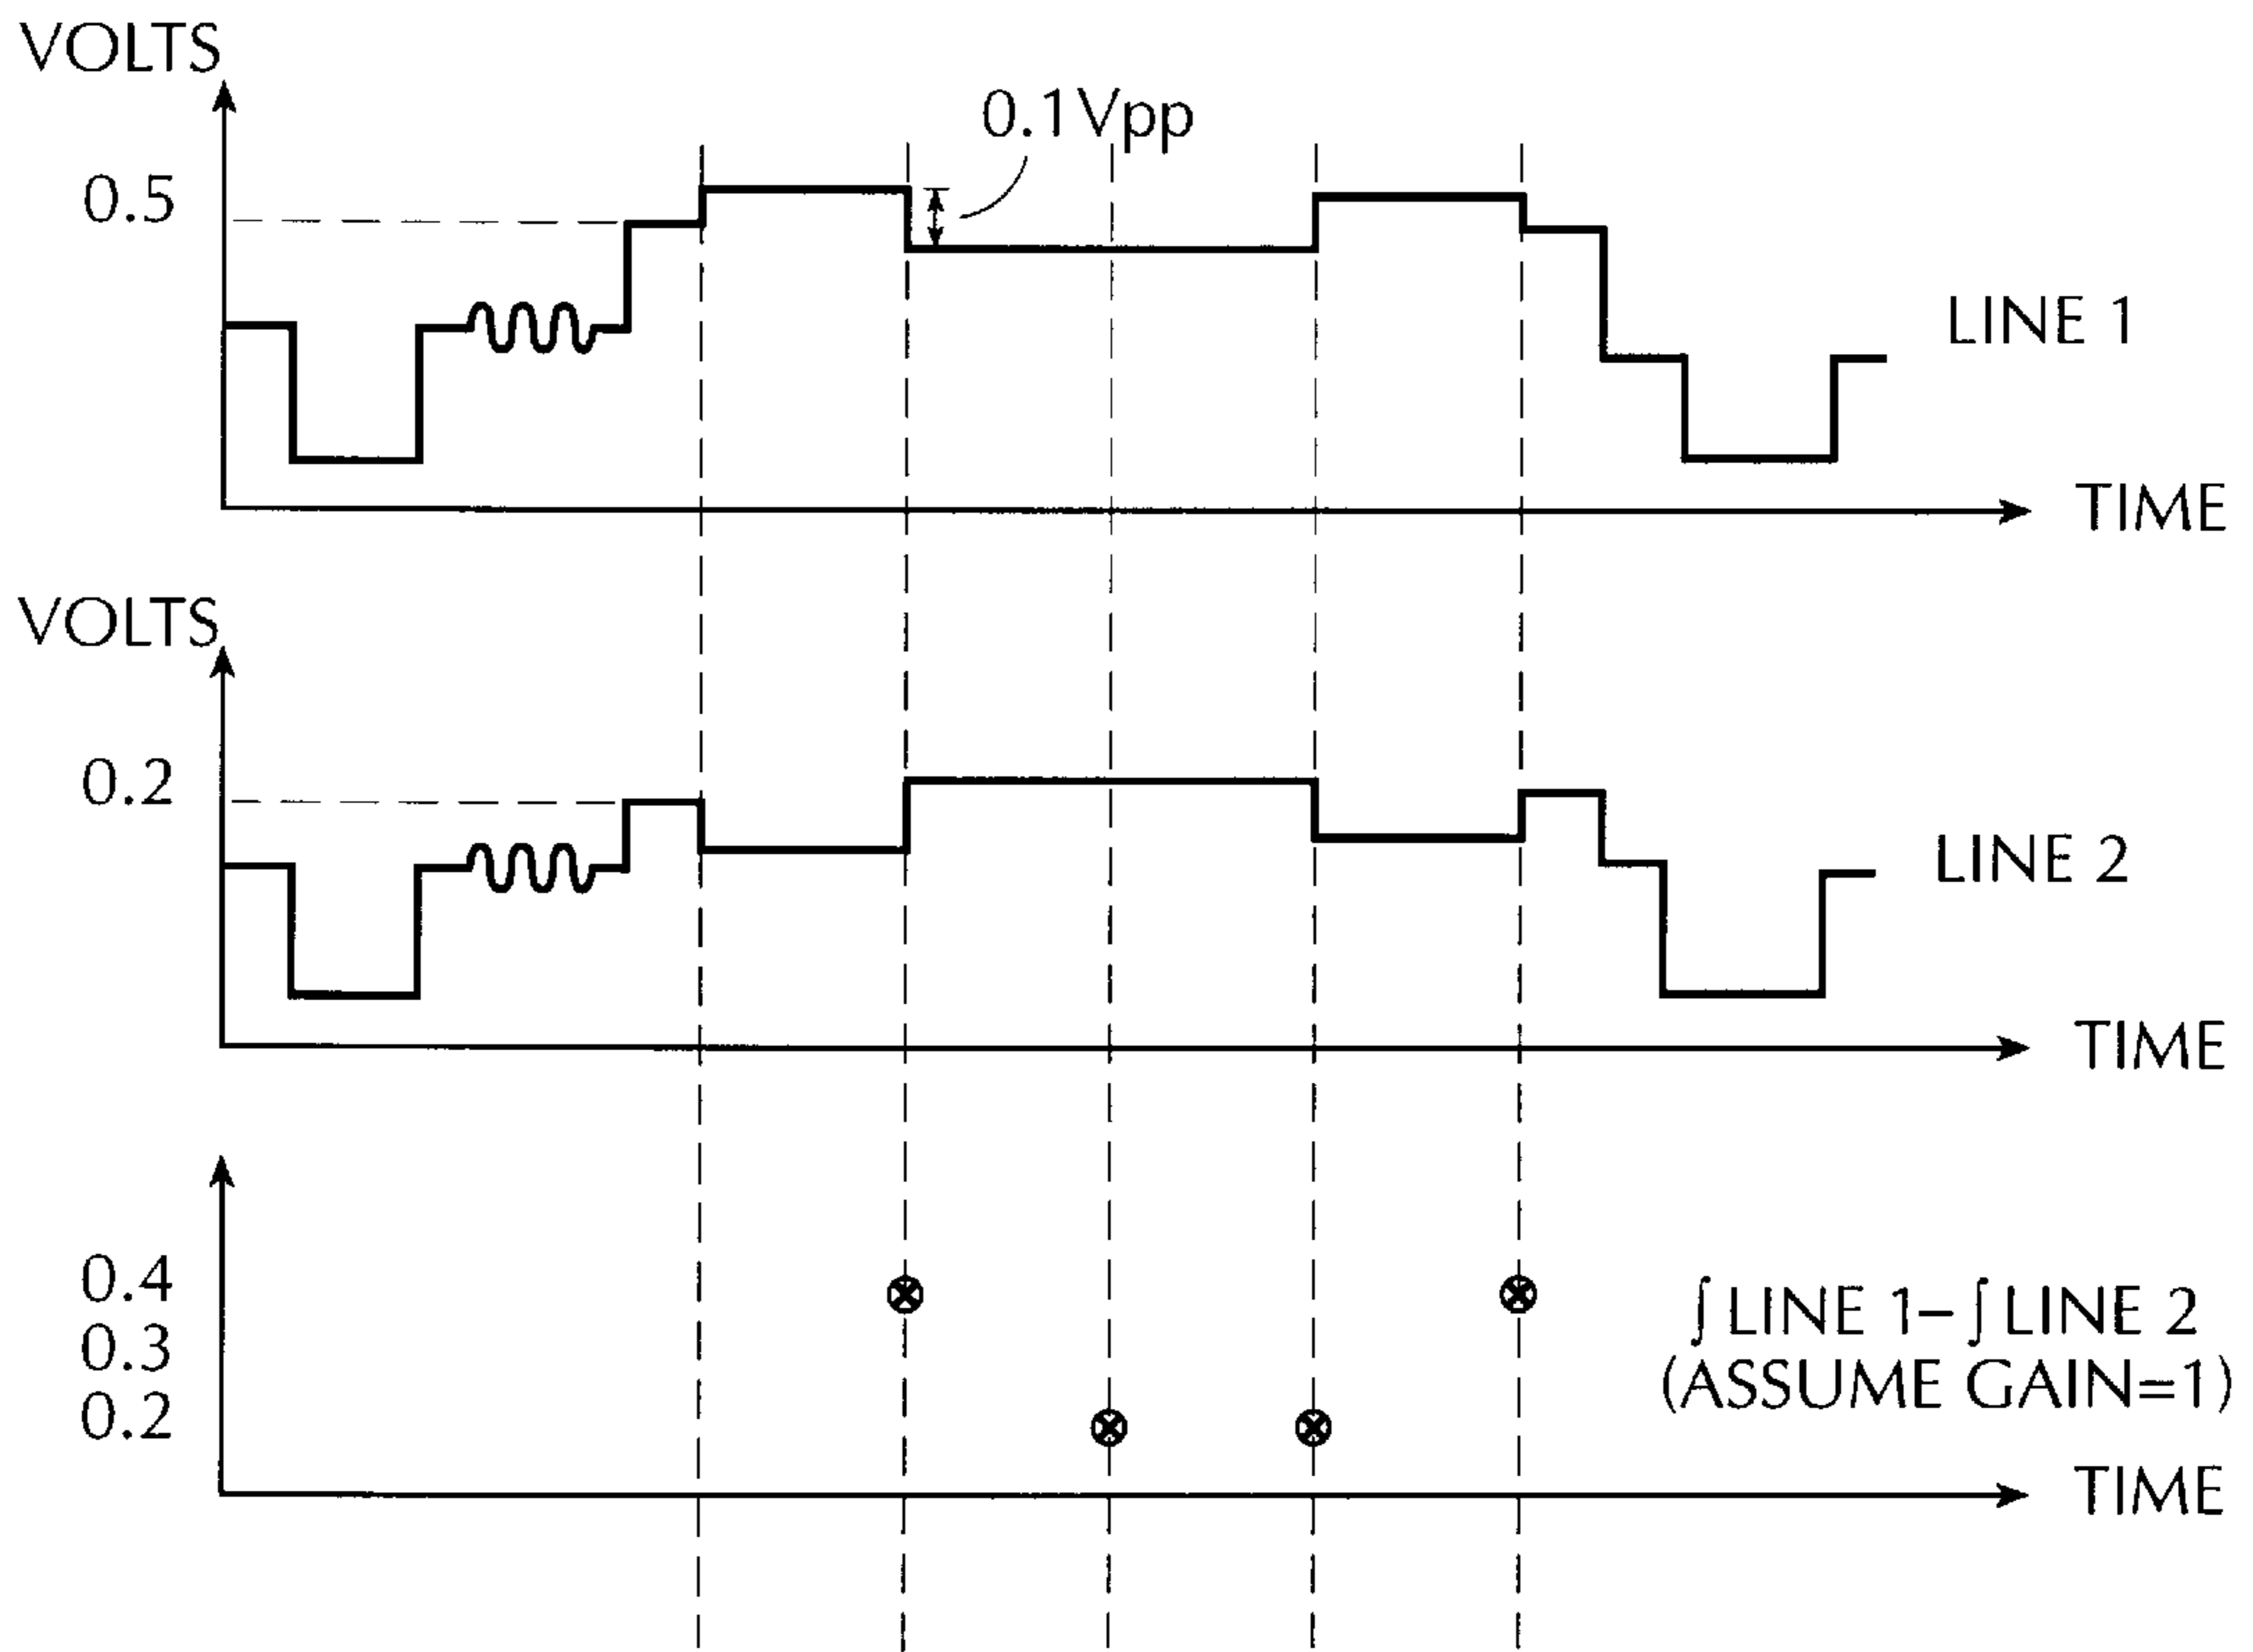 VOLTS
0.1Vpp
0.5
LINE 1
TIME
VOLTS
0.2
LINE 2
TIME
0.4
0.3
0.2
∫LINE 1–∫LINE 2
(ASSUME GAIN=1)
TIME